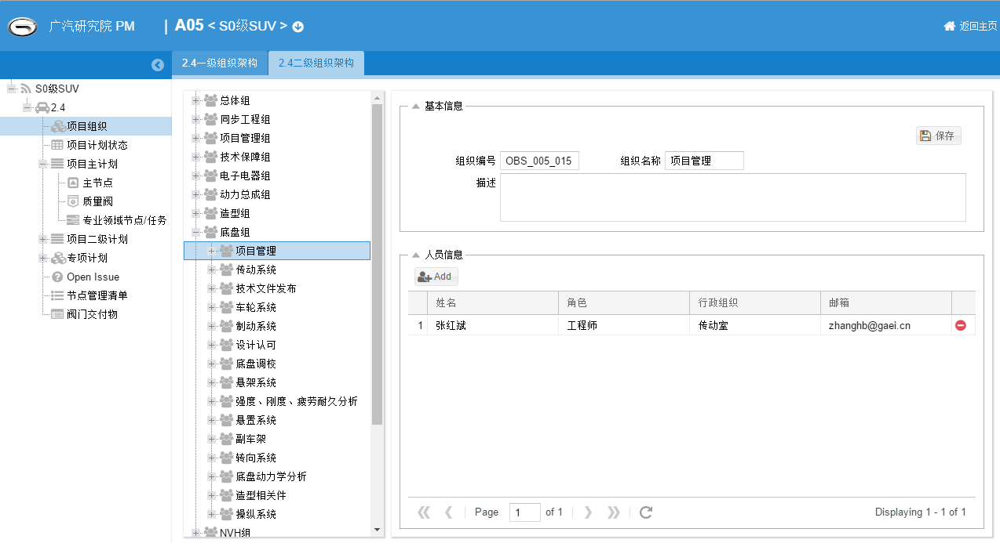 广汽研究院 PM | A05 < S0级SUV >
返回主页
2.4一级组织架构
2.4二级组织架构
S0级SUV
2.4
项目组织
项目计划状态
项目主计划
主节点
质量阀
专业领域节点/任务
项目二级计划
专项计划
Open Issue
节点管理清单
阀门交付物
总体组
同步工程组
项目管理组
技术保障组
电子电器组
动力总成组
造型组
底盘组
项目管理
传动系统
技术文件发布
车轮系统
制动系统
设计认可
底盘调校
悬架系统
强度、刚度、疲劳耐久分析
悬置系统
副车架
转向系统
底盘动力学分析
造型相关件
操纵系统
NVH组
基本信息
保存
组织编号 OBS_005_015 组织名称 项目管理
描述
人员信息
Add
姓名 角色 行政组织 邮箱
1 张红斌 工程师 传动室 zhanghb@gaei.cn
Page 1 of 1 Displaying 1 - 1 of 1